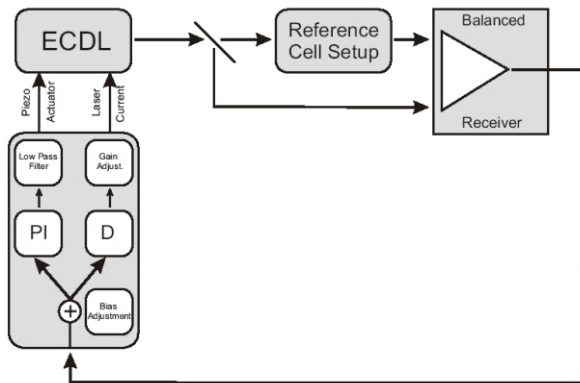 ECDL
Reference
Cell Setup
Balanced
Receiver
Piezo
Actuator
Laser
Current
Low Pass
Filter
Gain
Adjust.
PI
D
+
Bias
Adjustment